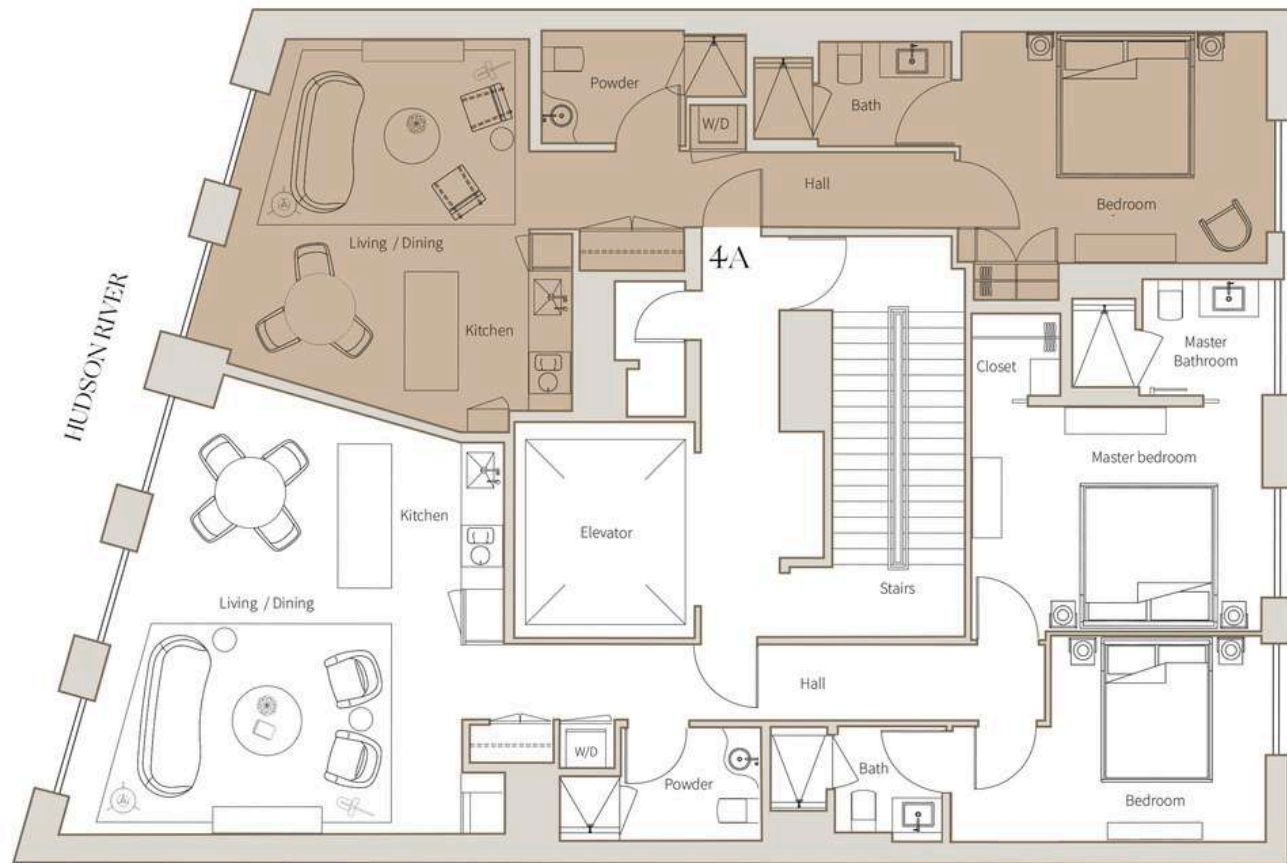 Powder
W/D
Bath
Hall
Bedroom
Living / Dining
4A
Kitchen
HUDSON RIVER
Closet
Master
Bathroom
Master bedroom
Kitchen
Elevator
Stairs
Living / Dining
Hall
W/D
Powder
Bath
Bedroom